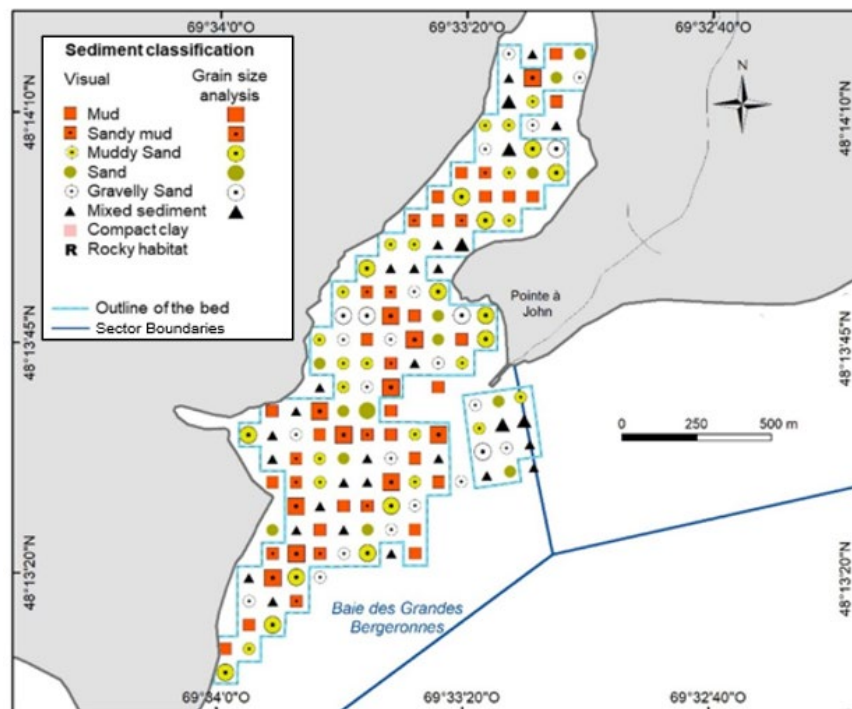 69°34'0"O 69°33'20"O 69°32'40"O
Sediment classification
Visual Grain size
analysis
Mud
Sandy mud
Muddy Sand
Sand
Gravelly Sand
Mixed sediment
Compact clay
R Rocky habitat
Outline of the bed
Sector Boundaries
N
48°14'10"N 48°14'10"N
Pointe à
John
48°13'45"N 48°13'45"N
0 250 500 m
48°13'20"N 48°13'20"N
Baie des Grandes
Bergeronnes
69°34'0"O 69°33'20"O 69°32'40"O